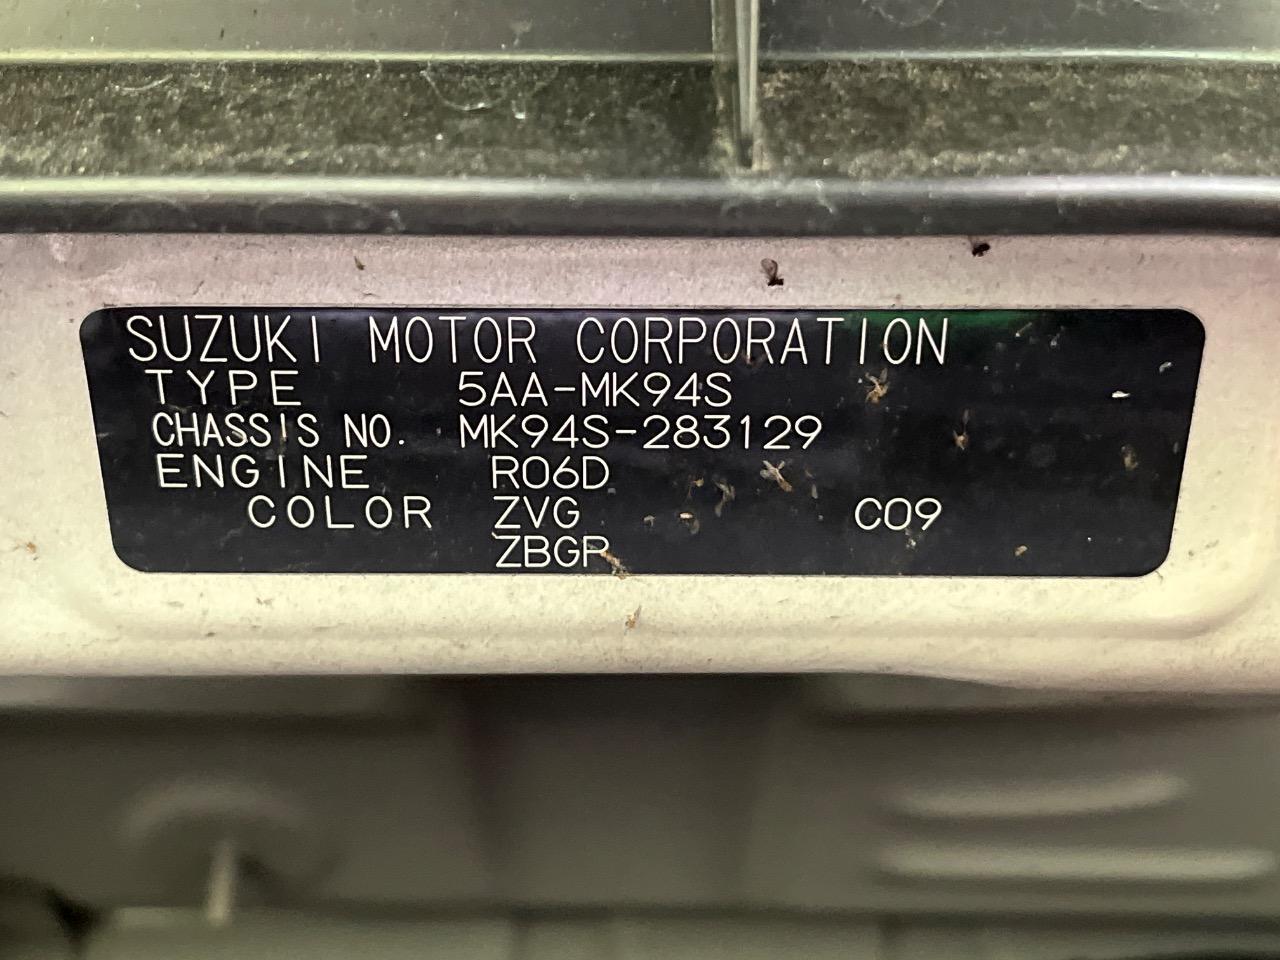 SUZUKI MOTOR CORPORATION
TYPE 5AA-MK94S
CHASSIS NO. MK94S-283129
ENGINE R06D
COLOR ZVG C09
ZBGP